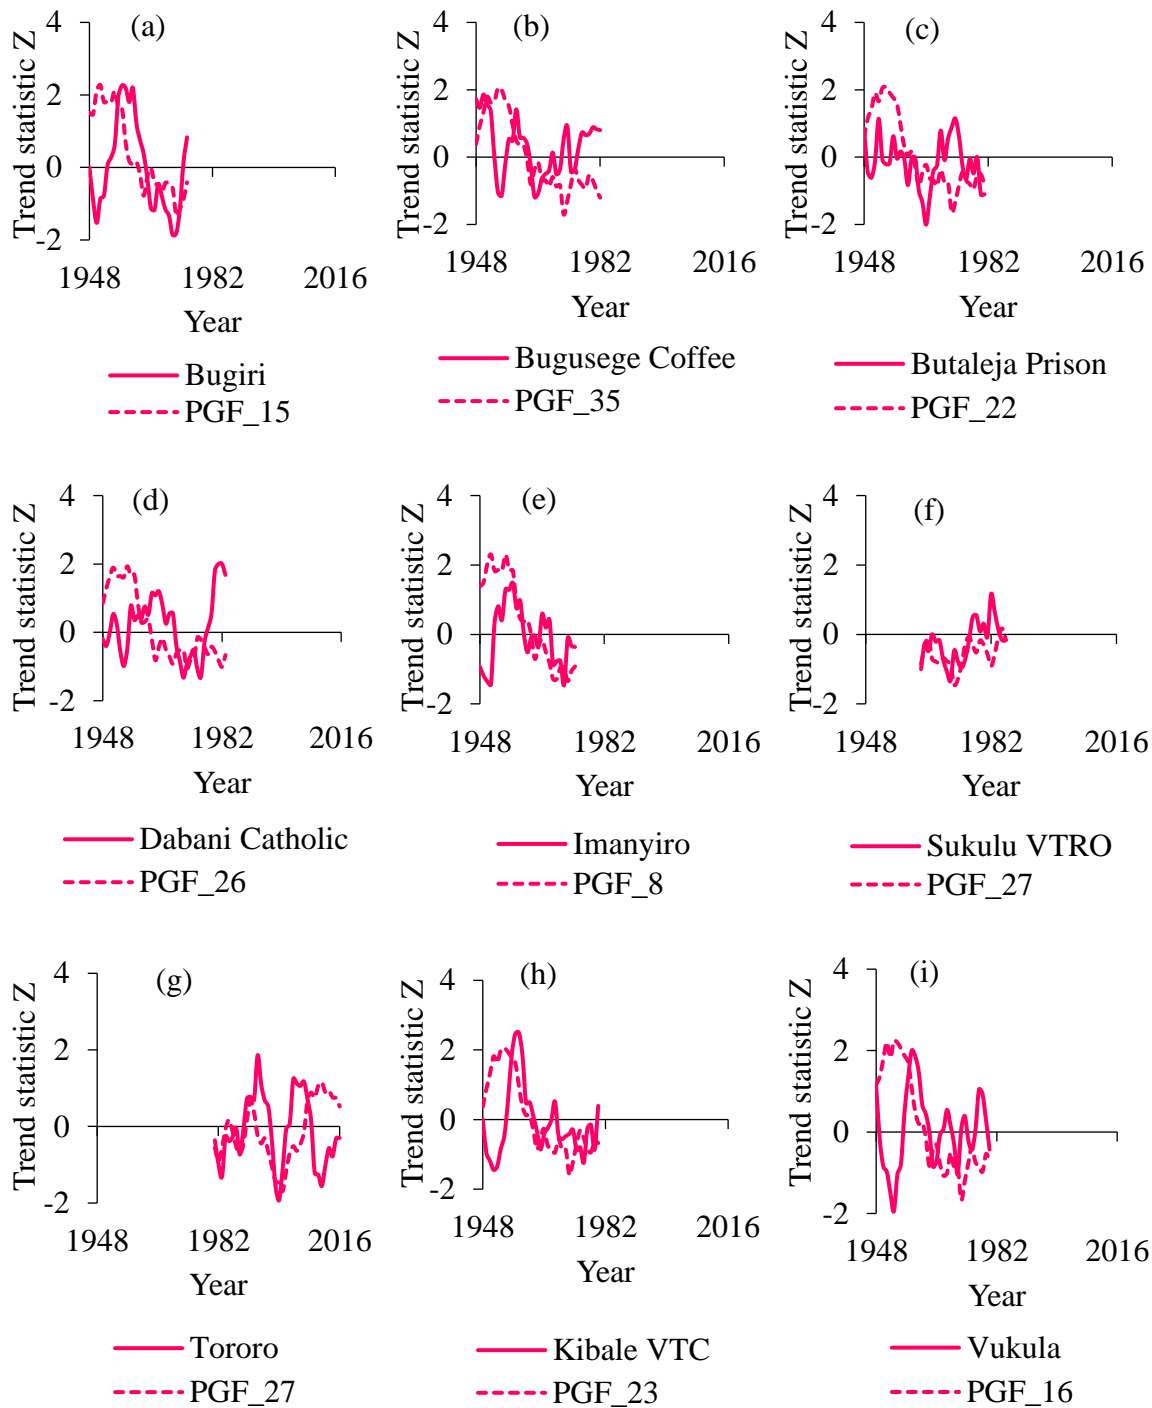 (a)
Trend statistic Z
4
2
0
-2
1948 1982 2016
Year
Bugiri
PGF_15
(b)
Trend statistic Z
4
2
0
-2
1948 1982 2016
Year
Bugusege Coffee
PGF_35
(c)
Trend statistic Z
4
2
0
-2
1948 1982 2016
Year
Butaleja Prison
PGF_22
(d)
Trend statistic Z
4
2
0
-2
1948 1982 2016
Year
Dabani Catholic
PGF_26
(e)
Trend statistic Z
4
2
0
-2
1948 1982 2016
Year
Imanyiro
PGF_8
(f)
Trend statistic Z
4
2
0
-2
1948 1982 2016
Year
Sukulu VTRO
PGF_27
(g)
Trend statistic Z
4
2
0
-2
1948 1982 2016
Year
Tororo
PGF_27
(h)
Trend statistic Z
4
2
0
-2
1948 1982 2016
Year
Kibale VTC
PGF_23
(i)
Trend statistic Z
4
2
0
-2
1948 1982 2016
Year
Vukula
PGF_16